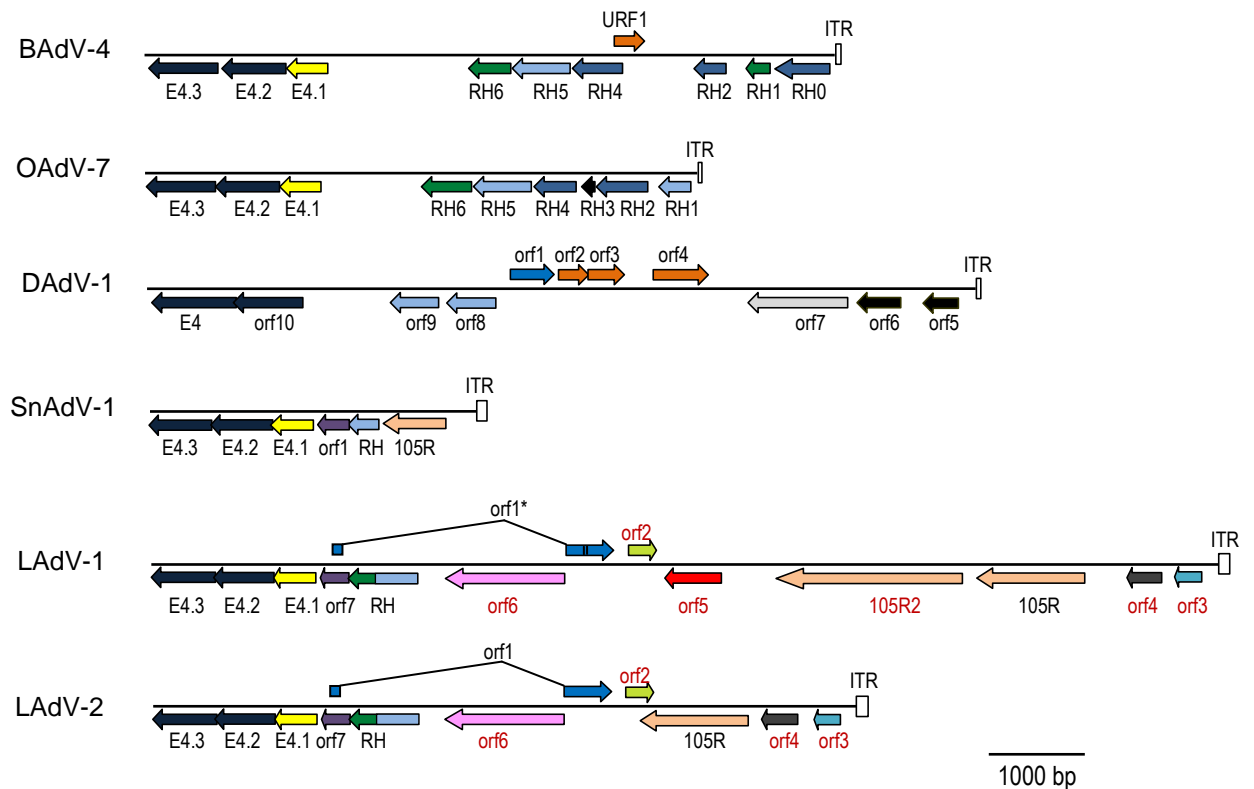 URF1
ITR
BAdV-4
E4.3 E4.2 E4.1 RH6 RH5 RH4 RH2 RH1 RH0
ITR
OAdV-7
E4.3 E4.2 E4.1 RH6 RH5 RH4 RH3 RH2 RH1
orf1 orf2 orf3 orf4 ITR
DAdV-1
E4 orf10 orf9 orf8 orf7 orf6 orf5
ITR
SnAdV-1
E4.3 E4.2 E4.1 orf1 RH 105R
orf1*
orf2 ITR
LAdV-1
E4.3 E4.2 E4.1 orf7 RH orf6 orf5 105R2 105R orf4 orf3
orf1
orf2 ITR
LAdV-2
E4.3 E4.2 E4.1 orf7 RH orf6 105R orf4 orf3
1000 bp